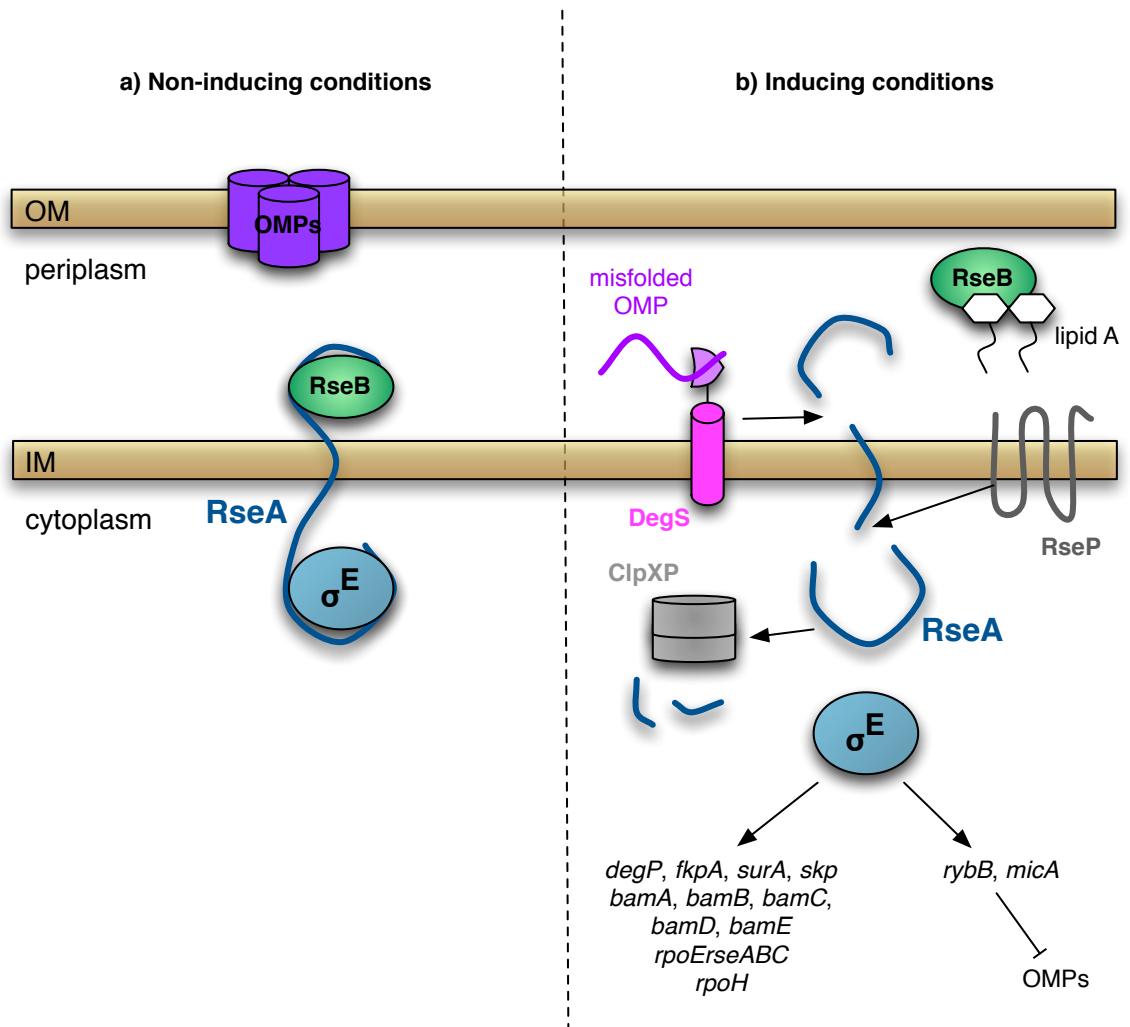 a) Non-inducing conditions
OM
OMPs
periplasm
RseB
IM
RseA
cytoplasm
σE
b) Inducing conditions
misfolded
OMP
RseB
lipid A
DegS
RseP
ClpXP
RseA
σE
degP, fkpA, surA, skp
bamA, bamB, bamC,
bamD, bamE
rpoErseABC
rpoH
rybB, micA
OMPs